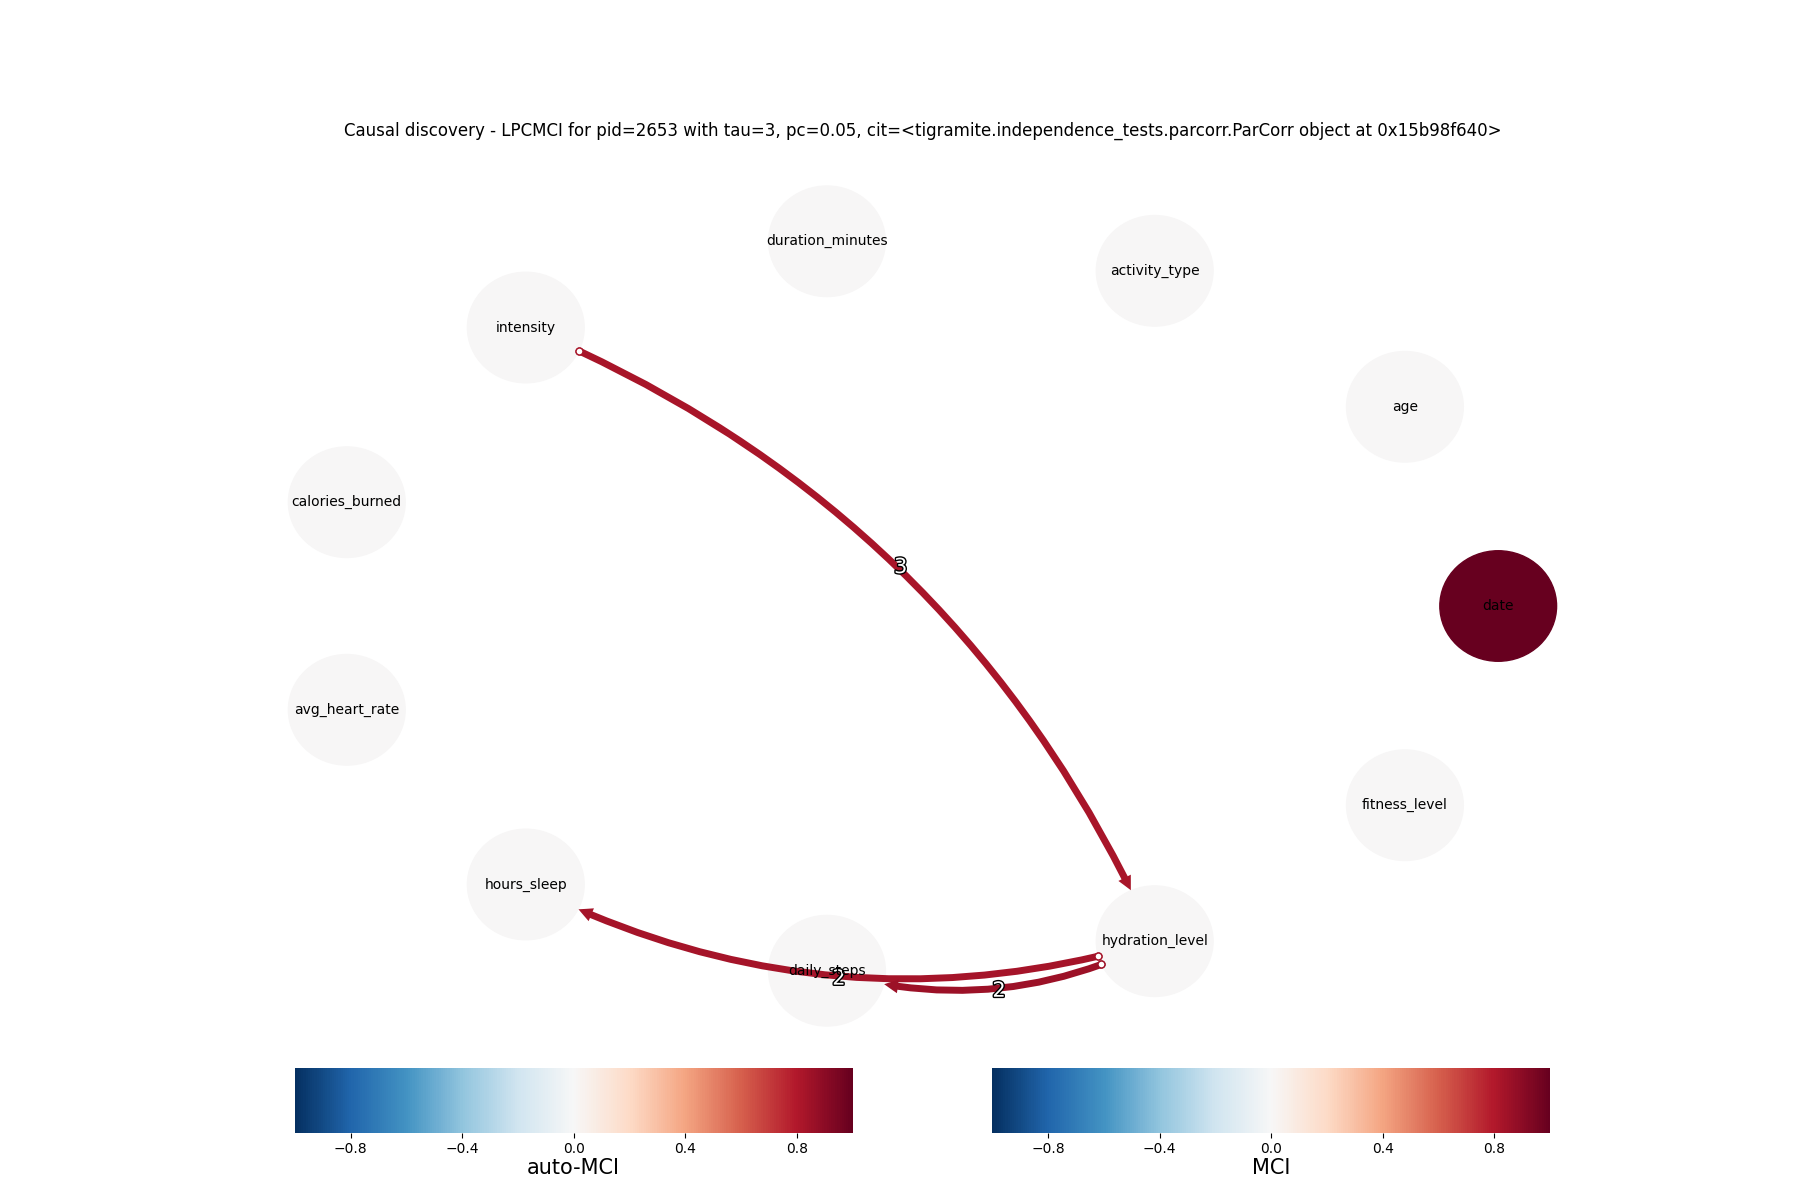 Causal discovery - LPCMCI for pid=2653 with tau=3, pc=0.05, cit=<tigramite.independence_tests.parcorr.ParCorr object at 0x15b98f640>
duration_minutes
activity_type
intensity
age
calories_burned
3
date
avg_heart_rate
fitness_level
hours_sleep
hydration_level
daily_steps
2
2
−0.8 −0.4 0.0 0.4 0.8
auto-MCI
−0.8 −0.4 0.0 0.4 0.8
MCI